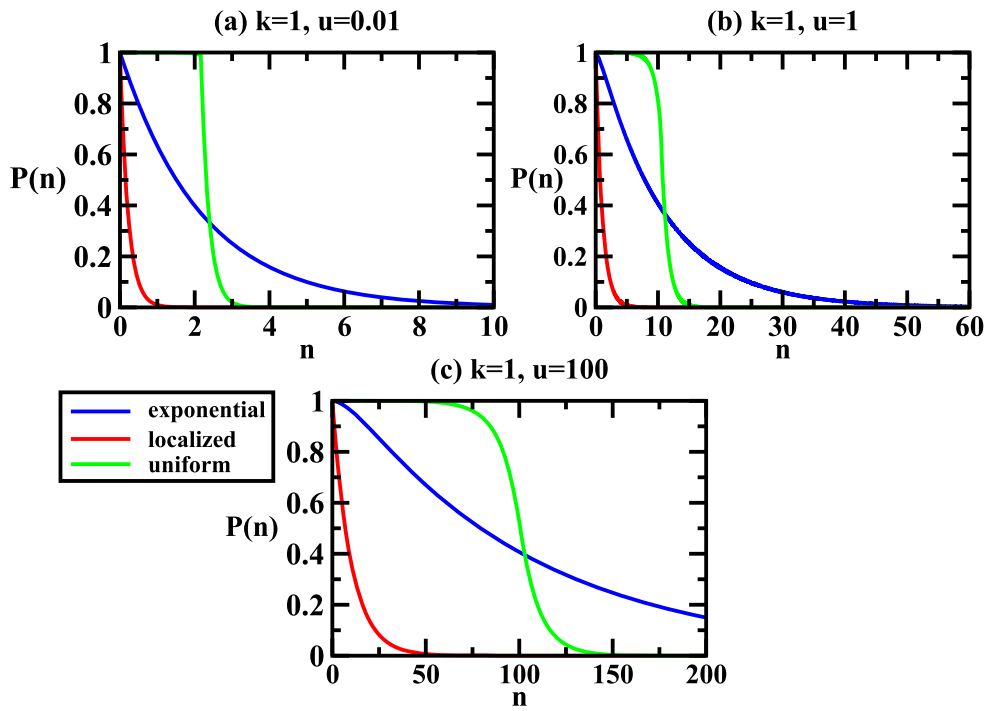 (a) k=1, u=0.01
(b) k=1, u=1
1
0.8
0.6
0.4
0.2
0
P(n)
0 2 4 6 8 10
n
1
0.8
0.6
0.4
0.2
0
P(n)
0 10 20 30 40 50 60
n
(c) k=1, u=100
exponential
localized
uniform
1
0.8
0.6
0.4
0.2
0
P(n)
0 50 100 150 200
n